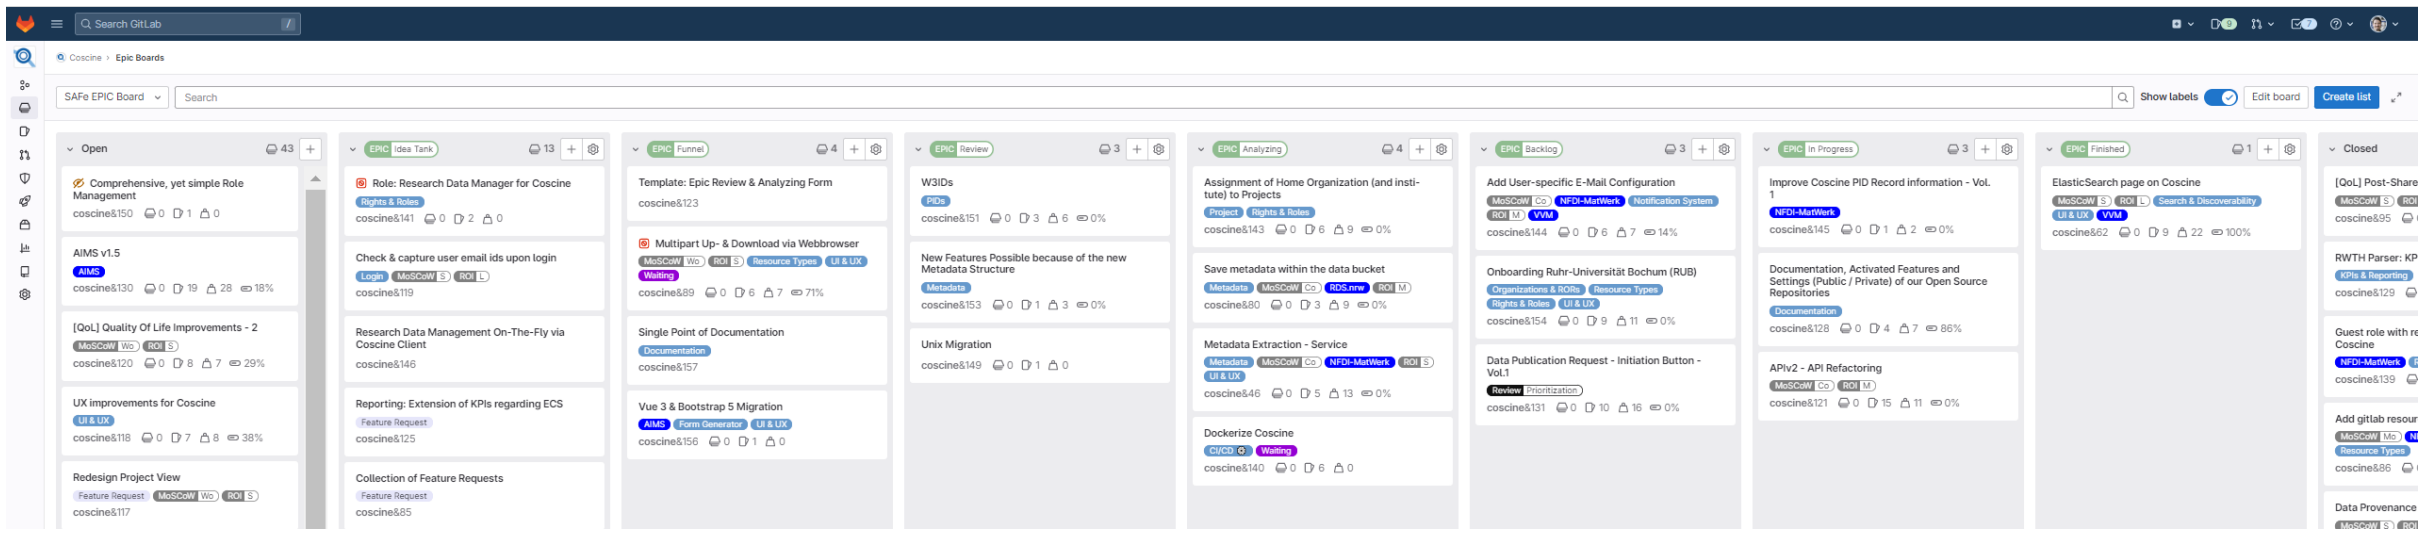 Search GitLab /
9 7
Coscine › Epic Boards
SAFe EPIC Board Search Show labels Edit board Create list
Open 43
Comprehensive, yet simple Role
Management
coscine&150 0 1 0
AIMS v1.5
AIMS
coscine&130 0 19 28 18%
[QoL] Quality Of Life Improvements - 2
MoSCoW Wo ROI S
coscine&120 0 8 7 29%
UX improvements for Coscine
UI & UX
coscine&118 0 7 8 38%
Redesign Project View
Feature Request MoSCoW Wo ROI S
coscine&117
EPIC Idea Tank 13
Role: Research Data Manager for Coscine
Rights & Roles
coscine&141 0 2 0
Check & capture user email ids upon login
Login MoSCoW S ROI L
coscine&119
Research Data Management On-The-Fly via
Coscine Client
coscine&146
Reporting: Extension of KPIs regarding ECS
Feature Request
coscine&125
Collection of Feature Requests
Feature Request
coscine&85
EPIC Funnel 4
Template: Epic Review & Analyzing Form
coscine&123
Multipart Up- & Download via Webbrowser
MoSCoW Wo ROI S Resource Types UI & UX
Waiting
coscine&89 0 6 7 71%
Single Point of Documentation
Documentation
coscine&157
Vue 3 & Bootstrap 5 Migration
AIMS Form Generator UI & UX
coscine&156 0 1 0
EPIC Review 3
W3IDs
PIDs
coscine&151 0 3 6 0%
New Features Possible because of the new
Metadata Structure
Metadata
coscine&153 0 1 3 0%
Unix Migration
coscine&149 0 1 0
EPIC Analyzing 4
Assignment of Home Organization (and insti-
tute) to Projects
Project Rights & Roles
coscine&143 0 6 9 0%
Save metadata within the data bucket
Metadata MoSCoW Co RDS.nrw ROI M
coscine&80 0 3 9 0%
Metadata Extraction - Service
Metadata MoSCoW Co NFDI-MatWerk ROI S
UI & UX
coscine&46 0 5 13 0%
Dockerize Coscine
CI/CD Waiting
coscine&140 0 6 0
EPIC Backlog 3
Add User-specific E-Mail Configuration
MoSCoW Co NFDI-MatWerk Notification System
ROI M VVM
coscine&144 0 6 7 14%
Onboarding Ruhr-Universität Bochum (RUB)
Organizations & RORs Resource Types
Rights & Roles UI & UX
coscine&154 0 9 11 0%
Data Publication Request - Initiation Button -
Vol.1
Review Prioritization
coscine&131 0 10 16 0%
EPIC In Progress 3
Improve Coscine PID Record information - Vol.
1
NFDI-MatWerk
coscine&145 0 1 2 0%
Documentation, Activated Features and
Settings (Public / Private) of our Open Source
Repositories
Documentation
coscine&128 0 4 7 86%
APIv2 - API Refactoring
MoSCoW Co ROI M
coscine&121 0 15 11 0%
EPIC Finished 1
ElasticSearch page on Coscine
MoSCoW S ROI L Search & Discoverability
UI & UX VVM
coscine&62 0 9 22 100%
Closed
[QoL] Post-Share
MoSCoW S ROI
coscine&95
RWTH Parser: KP
KPIs & Reporting
coscine&129
Guest role with re
Coscine
NFDI-MatWerk
coscine&139
Add gitlab resour
MoSCoW Mo
Resource Types
coscine&86
Data Provenance
MoSCoW S ROI